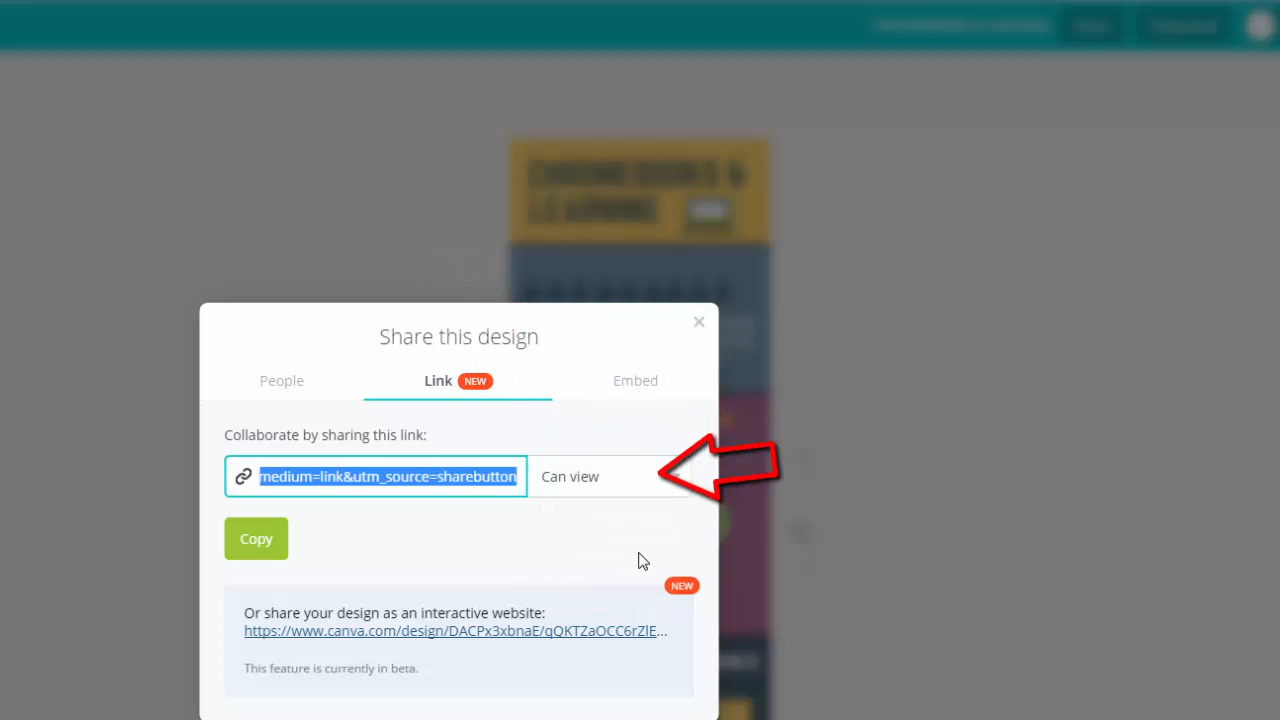 CHROMEBOOKS &
LEARNING
Share this design
People
Link NEW
Embed
Collaborate by sharing this link:
medium=link&utm_source=sharebutton
Can view
Copy
NEW
Or share your design as an interactive website:
https://www.canva.com/design/DACPx3xbnaE/qQKTZaOCC6rZlE...
This feature is currently in beta.